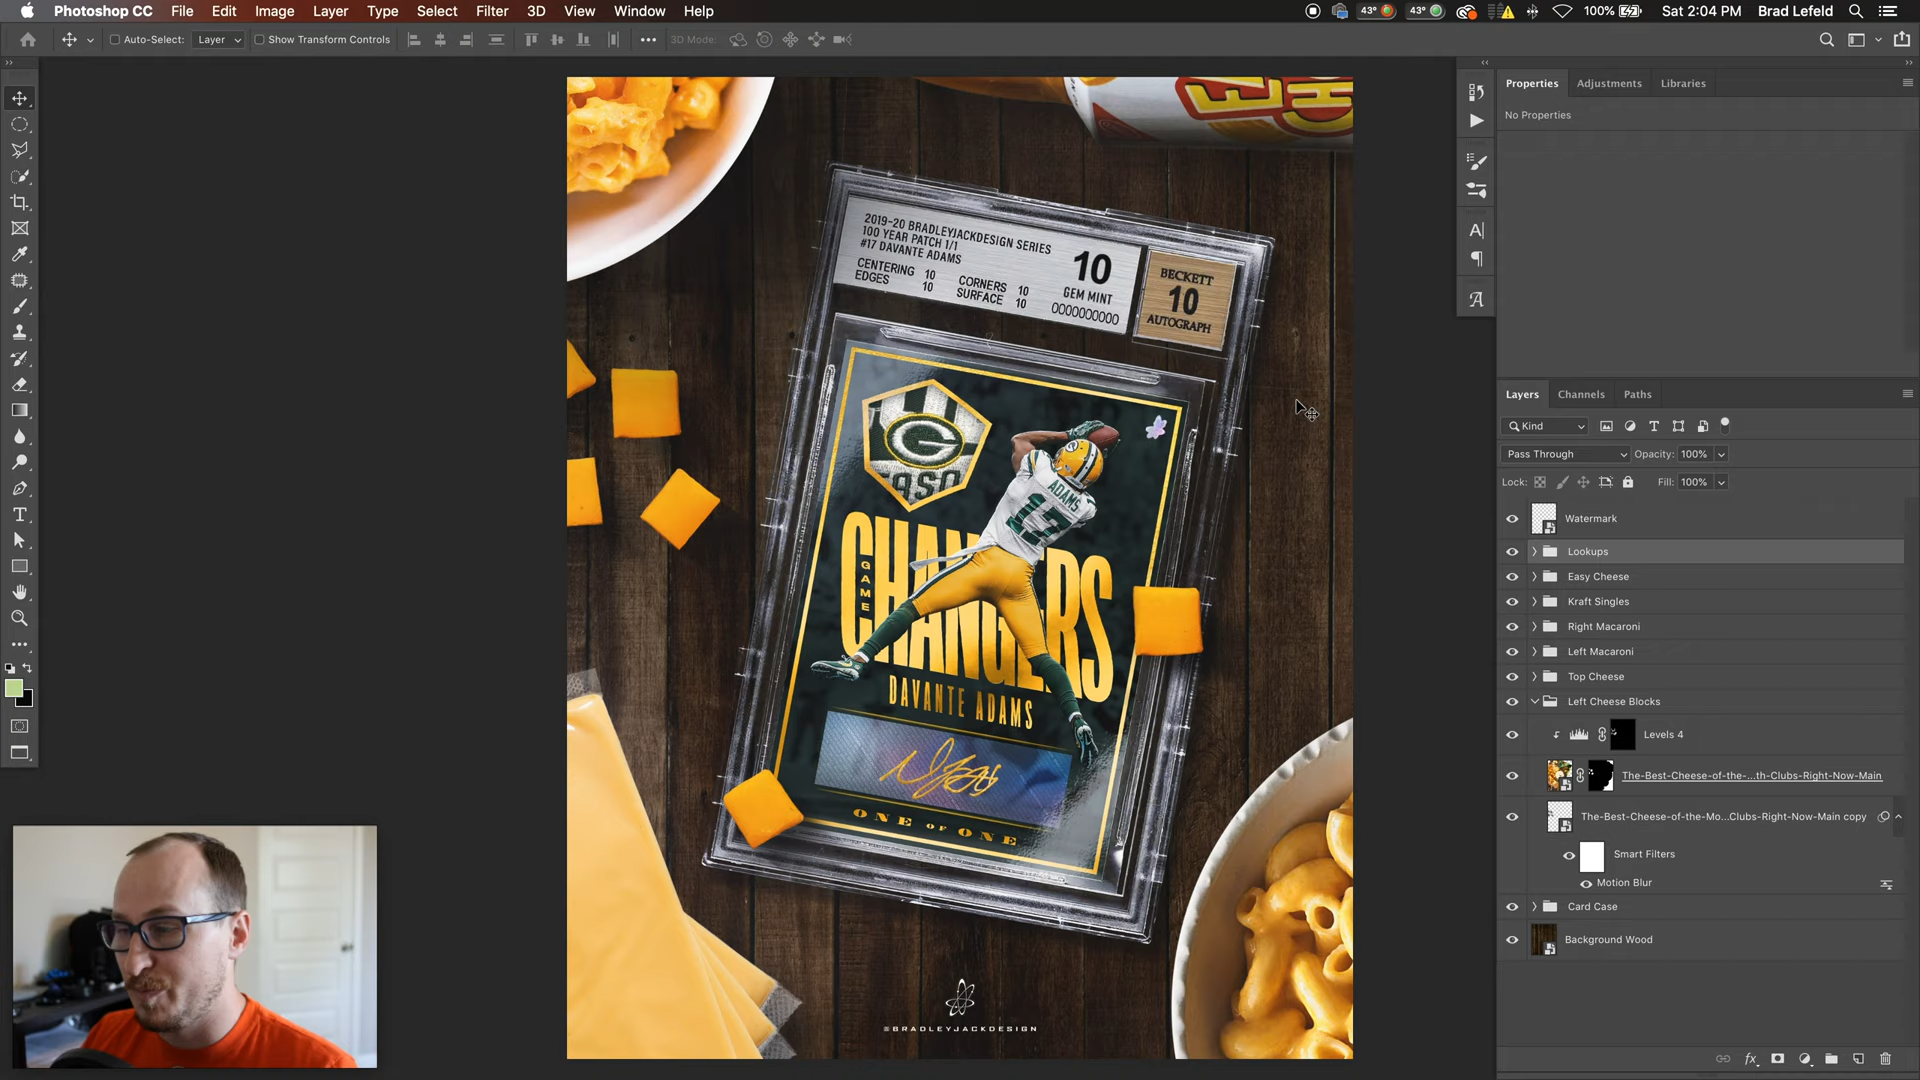 Photoshop CC File Edit Image Layer Type Select Filter 3D View Window Help
43° 43° 100% Sat 2:04 PM Brad Lefeld
Auto-Select: Layer Show Transform Controls 3D Mode:
Properties Adjustments Libraries
No Properties
2019-20 BRADLEYJACKDESIGN SERIES
100 YEAR PATCH 1/1
#17 DAVANTE ADAMS
CENTERING 10
EDGES 10
CORNERS 10
SURFACE 10
10
GEM MINT
0000000000
BECKETT
10
AUTOGRAPH
G
ADAMS
17
GAME
CHANGERS
DAVANTE ADAMS
ONE OF ONE
@BRADLEYJACKDESIGN
Layers Channels Paths
Kind
Pass Through Opacity: 100%
Lock: Fill: 100%
Watermark
Lookups
Easy Cheese
Kraft Singles
Right Macaroni
Left Macaroni
Top Cheese
Left Cheese Blocks
Levels 4
The-Best-Cheese-of-the-...th-Clubs-Right-Now-Main
The-Best-Cheese-of-the-Mo...Clubs-Right-Now-Main copy
Smart Filters
Motion Blur
Card Case
Background Wood